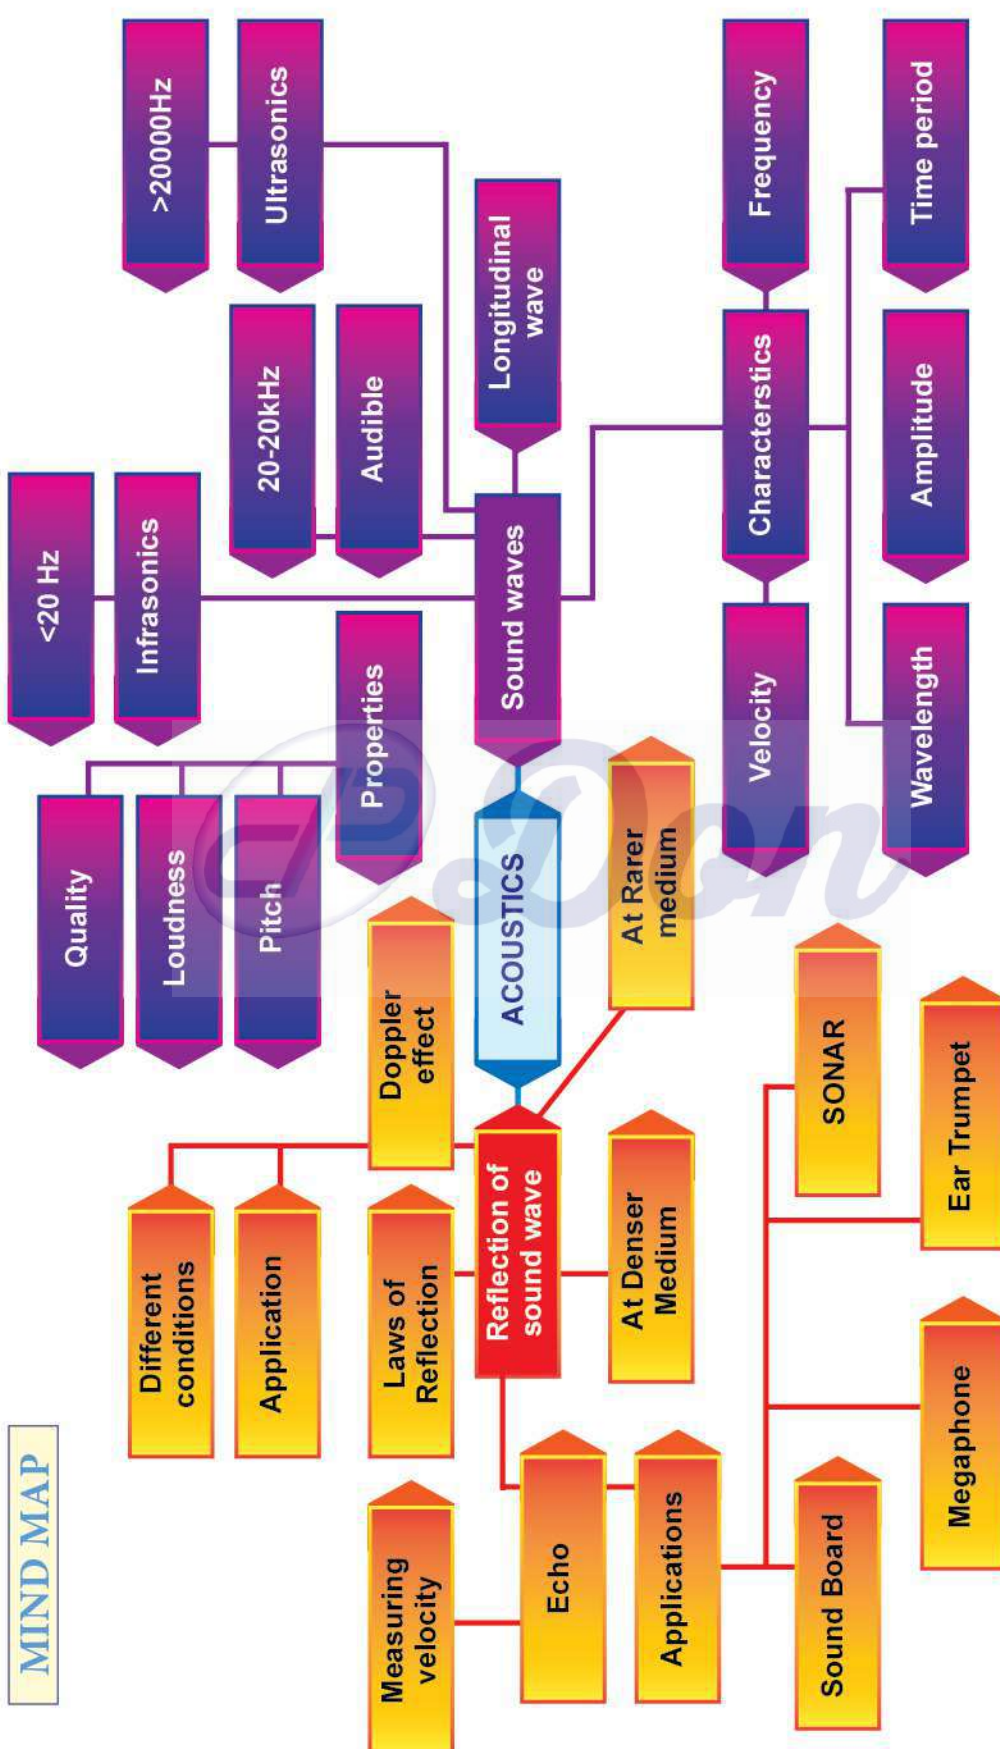 MIND MAP
Measuring
velocity
Echo
Applications
Sound Board
Megaphone
Ear Trumpet
SONAR
Different
conditions
Application
Laws of
Reflection
Doppler
effect
Reflection of
sound wave
At Denser
Medium
At Rarer
medium
ACOUSTICS
Quality
Loudness
Pitch
Properties
<20 Hz
Infrasonics
20-20kHz
Audible
>20000Hz
Ultrasonics
Sound waves
Longitudinal
wave
Velocity
Characterstics
Frequency
Wavelength
Amplitude
Time period
Don